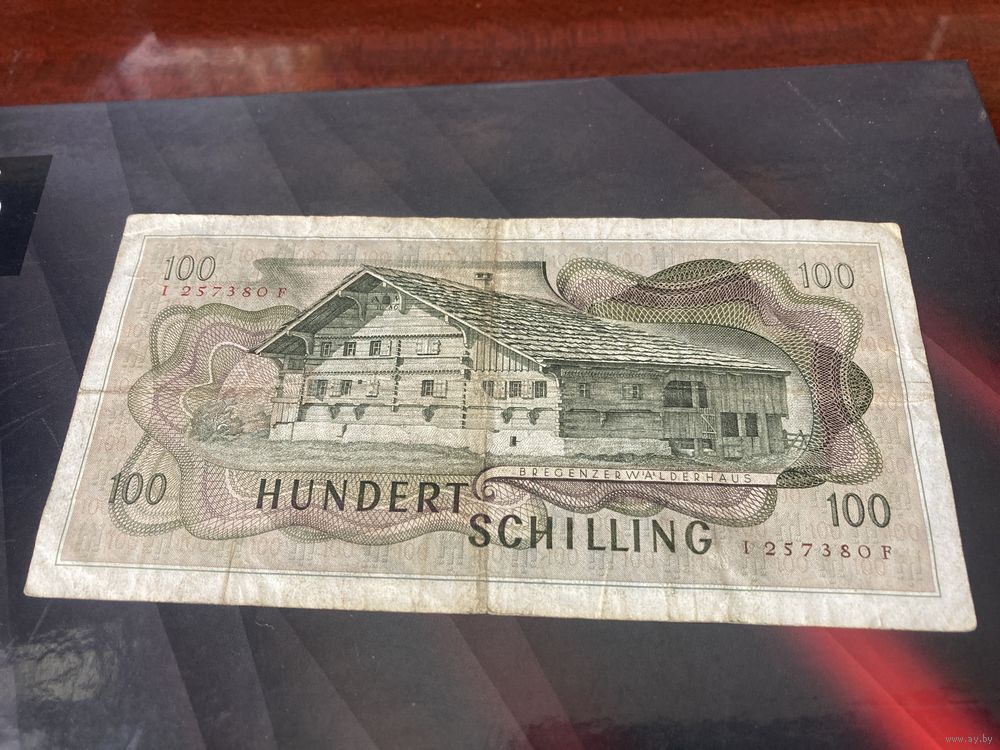 100
100
I 257380 F
BREGENZERWÄLDERHAUS
100
HUNDERT
100
SCHILLING
I 257380 F
www.ay.by